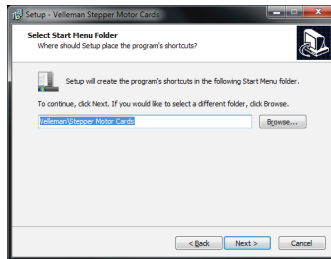 Setup - Velleman Stepper Motor Cards
Select Start Menu Folder
Where should Setup place the program's shortcuts?
Setup will create the program's shortcuts in the following Start Menu folder.
To continue, click Next. If you would like to select a different folder, click Browse.
Velleman\Stepper Motor Cards
Browse...
< Back
Next >
Cancel